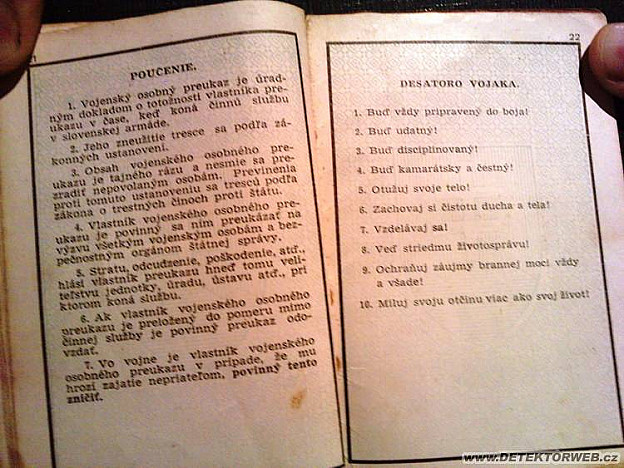 POUČENIE.
1. Vojenský osobný preukaz je úrad-
ným dokladom o totožnosti vlastníka pre-
ukazu v čase, keď koná činnú službu
v slovenskej armáde.
2. Jeho zneužitie tresce sa podľa zá-
konných ustanovení.
3. Obsah vojenského osobného pre-
ukazu je tajného rázu a nesmie sa pre-
zradiť nepovolaným osobám. Previnenia
proti tomuto ustanoveniu sa trescú podľa
zákona o trestných činoch proti štátu.
4. Vlastník vojenského osobného pre-
ukazu je povinný sa ním preukázať na
výzvu všetkým vojenským osobám a bez-
pečnostným orgánom štátnej správy.
5. Stratu, odcudzenie, poškodenie, atď.,
hlási vlastník preukazu hneď tomu veli-
teľstvu jednotky, úradu, ústavu atď., pri
ktorom koná službu.
6. Ak vlastník vojenského osobného
preukazu je preložený do pomeru mimo
činnej služby je povinný preukaz odo-
vzdať.
7. Vo vojne je vlastník vojenského
osobného preukazu v prípade, že mu
hrozí zajatie nepriateľom, povinný tento
zničiť.
22
DESATORO VOJAKA.
1. Buď vždy pripravený do boja!
2. Buď udatný!
3. Buď disciplinovaný!
4. Buď kamarátsky a čestný!
5. Otužuj svoje telo!
6. Zachovaj si čistotu ducha a tela!
7. Vzdelávaj sa!
8. Veď striedmu životosprávu!
9. Ochraňuj záujmy brannej moci vždy
a všade!
10. Miluj svoju otčinu viac ako svoj život!
www.DETEKTORWEB.cz